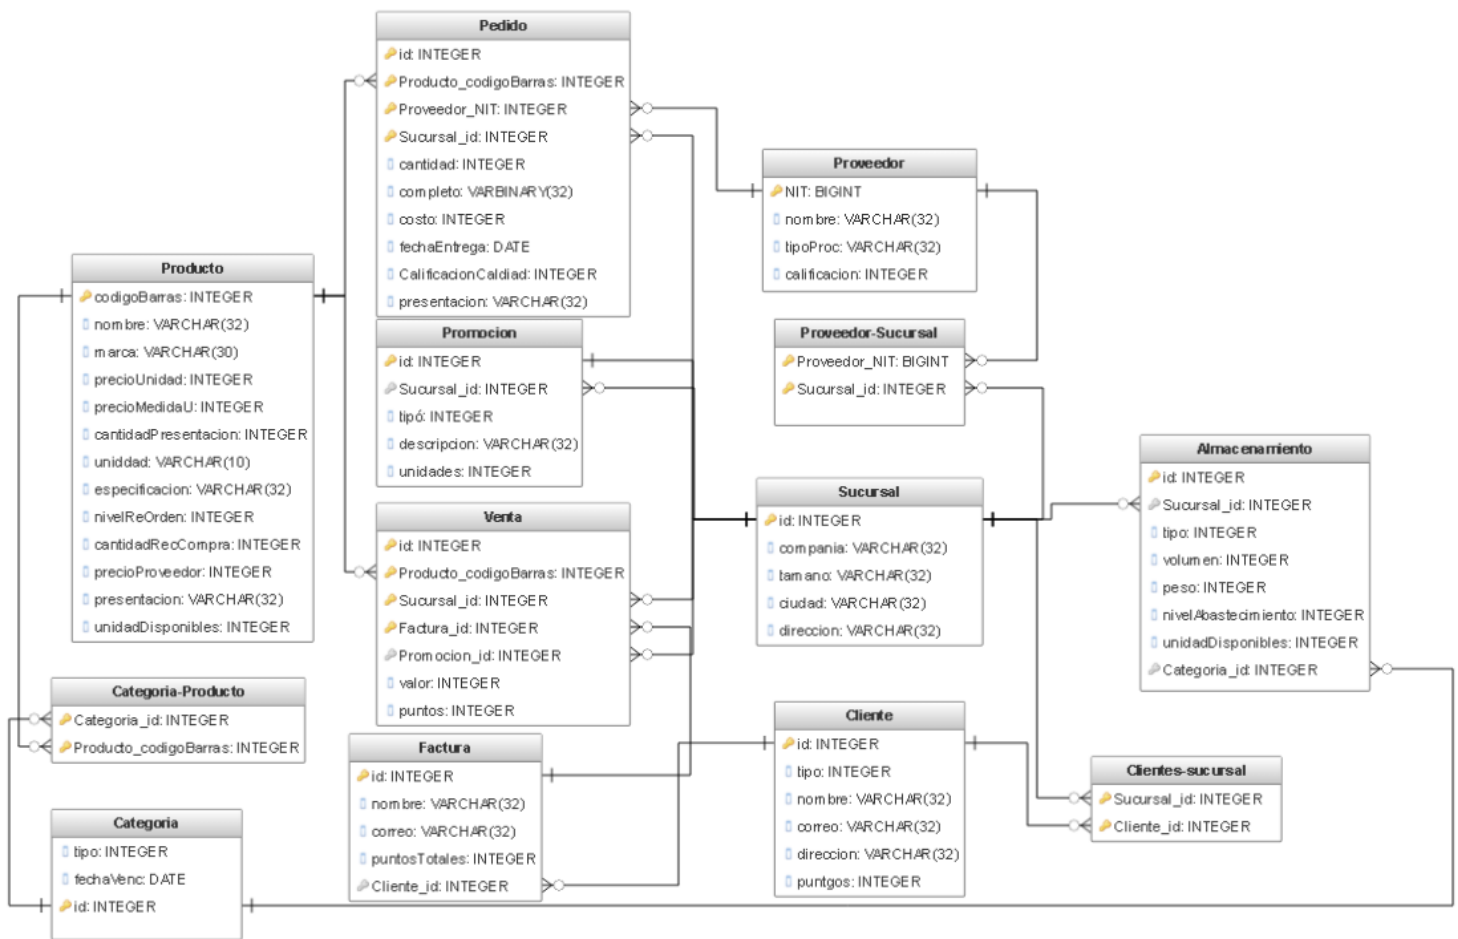 Pedido
id: INTEGER
Producto_codigoBarras: INTEGER
Proveedor_NIT: INTEGER
Sucursal_id: INTEGER
cantidad: INTEGER
completo: VARBINARY(32)
costo: INTEGER
fechaEntrega: DATE
CalificacionCaldiad: INTEGER
presentacion: VARCHAR(32)
Proveedor
NIT: BIGINT
nombre: VARCHAR(32)
tipoProc: VARCHAR(32)
calificacion: INTEGER
Producto
codigoBarras: INTEGER
nombre: VARCHAR(32)
marca: VARCHAR(30)
precioUnidad: INTEGER
precioMedidaU: INTEGER
cantidadPresentacion: INTEGER
uniddad: VARCHAR(10)
especificacion: VARCHAR(32)
nivelReOrden: INTEGER
cantidadRecCompra: INTEGER
precioProveedor: INTEGER
presentacion: VARCHAR(32)
unidadDisponibles: INTEGER
Promocion
id: INTEGER
Sucursal_id: INTEGER
tipó: INTEGER
descripcion: VARCHAR(32)
unidades: INTEGER
Proveedor-Sucursal
Proveedor_NIT: BIGINT
Sucursal_id: INTEGER
Almacenamiento
id: INTEGER
Sucursal_id: INTEGER
tipo: INTEGER
volumen: INTEGER
peso: INTEGER
nivelAbastecimiento: INTEGER
unidadDisponibles: INTEGER
Categoria_id: INTEGER
Sucursal
id: INTEGER
compania: VARCHAR(32)
tamano: VARCHAR(32)
ciudad: VARCHAR(32)
direccion: VARCHAR(32)
Venta
id: INTEGER
Producto_codigoBarras: INTEGER
Sucursal_id: INTEGER
Factura_id: INTEGER
Promocion_id: INTEGER
valor: INTEGER
puntos: INTEGER
Categoria-Producto
Categoria_id: INTEGER
Producto_codigoBarras: INTEGER
Cliente
id: INTEGER
tipo: INTEGER
nombre: VARCHAR(32)
correo: VARCHAR(32)
direccion: VARCHAR(32)
puntgos: INTEGER
Factura
id: INTEGER
nombre: VARCHAR(32)
correo: VARCHAR(32)
puntosTotales: INTEGER
Cliente_id: INTEGER
Clientes-sucursal
Sucursal_id: INTEGER
Cliente_id: INTEGER
Categoria
tipo: INTEGER
fechaVenc: DATE
id: INTEGER